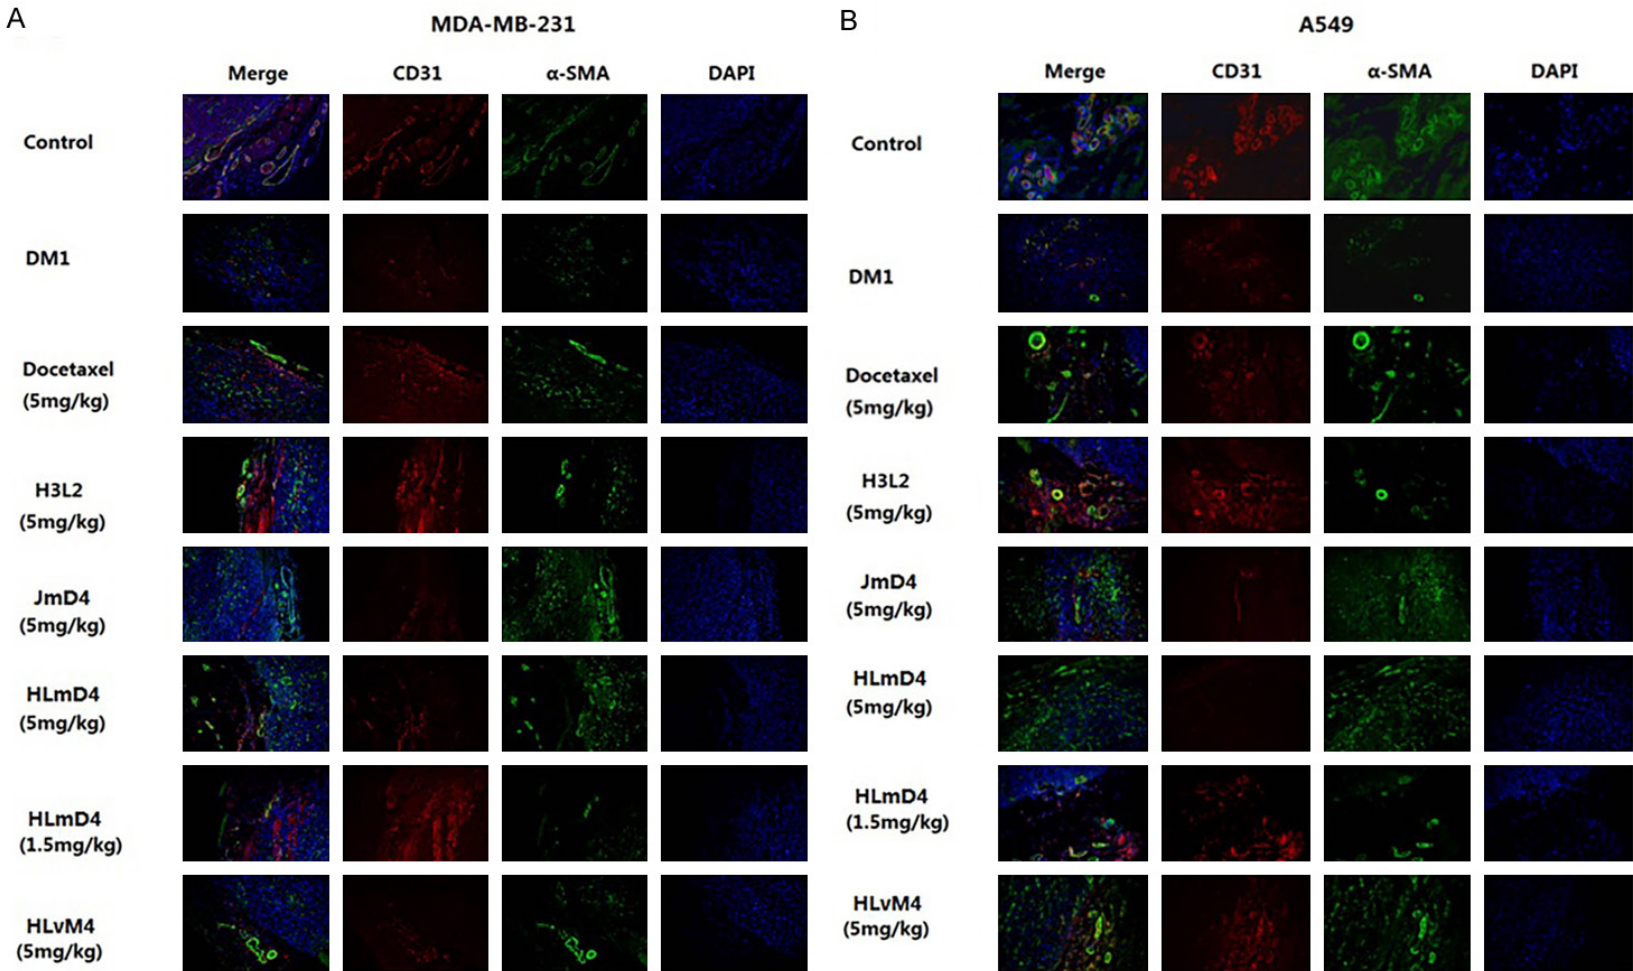 A
MDA-MB-231
Merge CD31 α-SMA DAPI
Control
DM1
Docetaxel
(5mg/kg)
H3L2
(5mg/kg)
JmD4
(5mg/kg)
HLmD4
(5mg/kg)
HLmD4
(1.5mg/kg)
HLvM4
(5mg/kg)
B
A549
Merge CD31 α-SMA DAPI
Control
DM1
Docetaxel
(5mg/kg)
H3L2
(5mg/kg)
JmD4
(5mg/kg)
HLmD4
(5mg/kg)
HLmD4
(1.5mg/kg)
HLvM4
(5mg/kg)